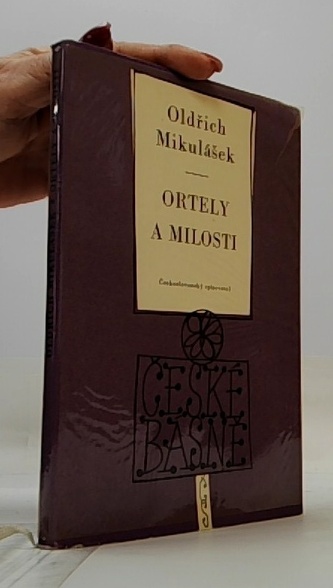 Oldřich
Mikulášek
ORTELY
A MILOSTI
Československý spisovatel
ČESKÉ
BÁSNĚ